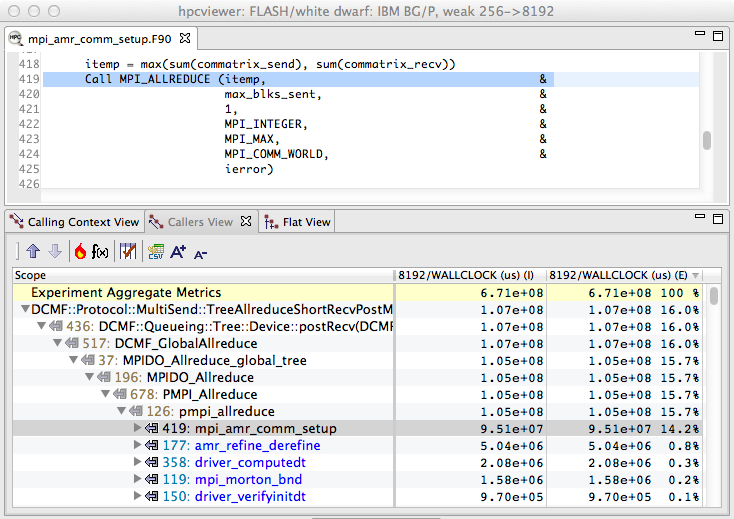 hpcviewer: FLASH/white dwarf: IBM BG/P, weak 256->8192
mpi_amr_comm_setup.F90
418 itemp = max(sum(commatrix_send), sum(commatrix_recv))
419 Call MPI_ALLREDUCE (itemp, &
420 max_blks_sent, &
421 1, &
422 MPI_INTEGER, &
423 MPI_MAX, &
424 MPI_COMM_WORLD, &
425 ierror)
426
Calling Context View Callers View Flat View
f(x) CSV A+ A-
Scope 8192/WALLCLOCK (us) (I) 8192/WALLCLOCK (us) (E)
Experiment Aggregate Metrics 6.71e+08 6.71e+08 100 %
DCMF::Protocol::MultiSend::TreeAllreduceShortRecvPostM 1.07e+08 1.07e+08 16.0%
436: DCMF::Queueing::Tree::Device::postRecv(DCMF 1.07e+08 1.07e+08 16.0%
517: DCMF_GlobalAllreduce 1.07e+08 1.07e+08 16.0%
37: MPIDO_Allreduce_global_tree 1.05e+08 1.05e+08 15.7%
196: MPIDO_Allreduce 1.05e+08 1.05e+08 15.7%
678: PMPI_Allreduce 1.05e+08 1.05e+08 15.7%
126: pmpi_allreduce 1.05e+08 1.05e+08 15.7%
419: mpi_amr_comm_setup 9.51e+07 9.51e+07 14.2%
177: amr_refine_derefine 5.04e+06 5.04e+06 0.8%
358: driver_computedt 2.08e+06 2.08e+06 0.3%
119: mpi_morton_bnd 1.58e+06 1.58e+06 0.2%
150: driver_verifyinitdt 9.70e+05 9.70e+05 0.1%